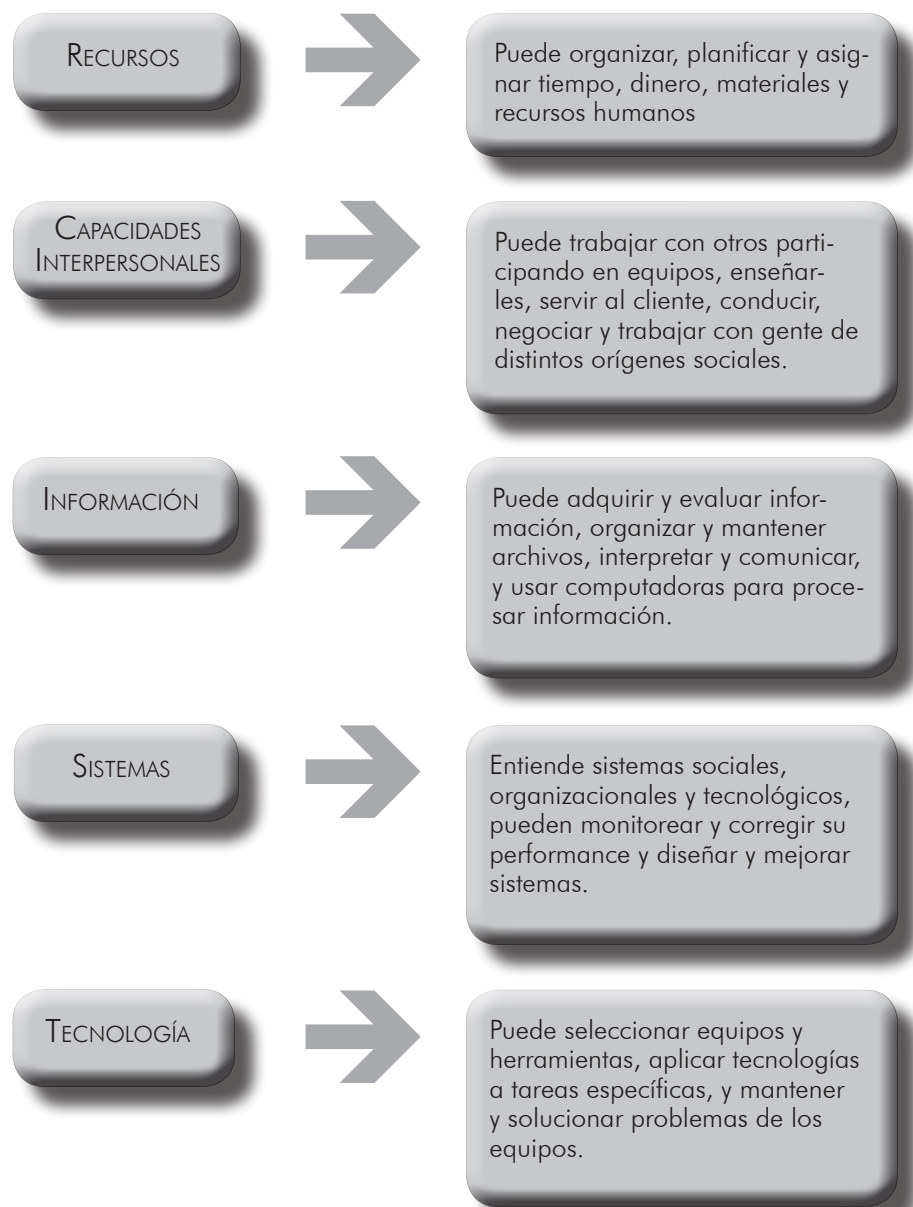 RECURSOS
Puede organizar, planificar y asig-
nar tiempo, dinero, materiales y
recursos humanos
CAPACIDADES
INTERPERSONALES
Puede trabajar con otros parti-
cipando en equipos, enseñar-
les, servir al cliente, conducir,
negociar y trabajar con gente de
distintos orígenes sociales.
INFORMACIÓN
Puede adquirir y evaluar infor-
mación, organizar y mantener
archivos, interpretar y comunicar,
y usar computadoras para proce-
sar información.
SISTEMAS
Entiende sistemas sociales,
organizacionales y tecnológicos,
pueden monitorear y corregir su
performance y diseñar y mejorar
sistemas.
TECNOLOGÍA
Puede seleccionar equipos y
herramientas, aplicar tecnologías
a tareas específicas, y mantener
y solucionar problemas de los
equipos.